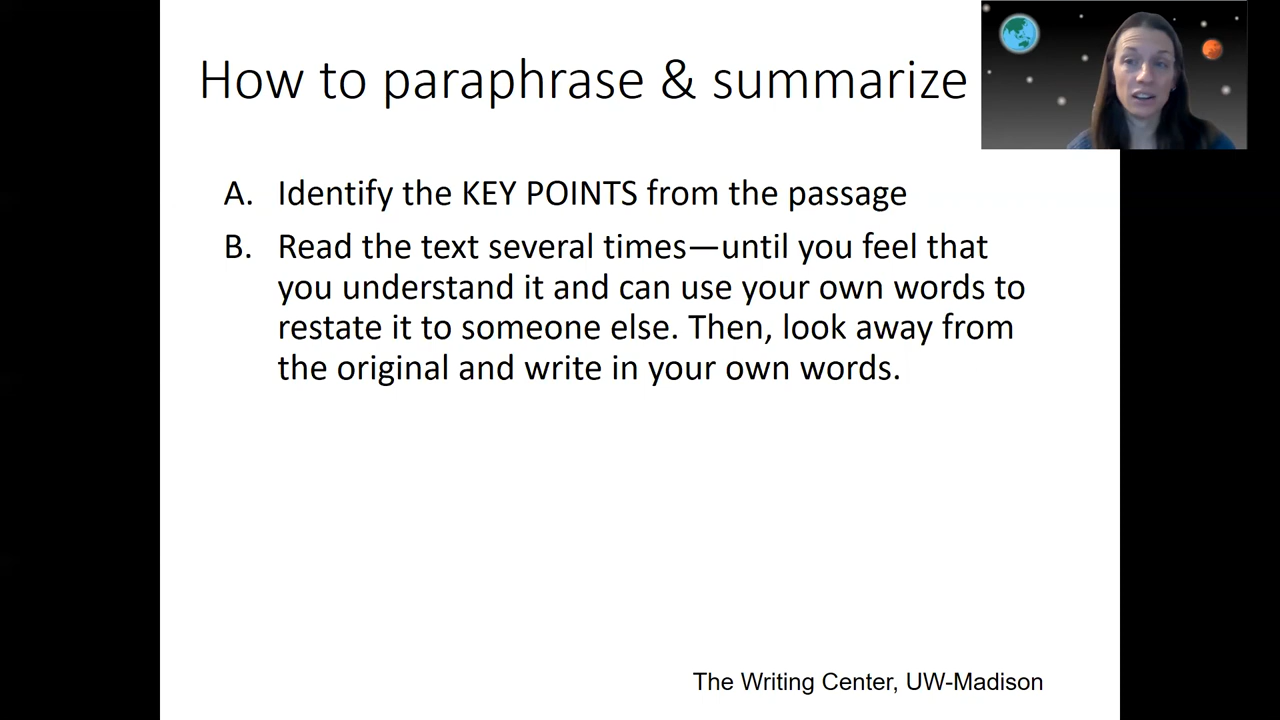 How to paraphrase & summarize
A. Identify the KEY POINTS from the passage
B. Read the text several times—until you feel that
you understand it and can use your own words to
restate it to someone else. Then, look away from
the original and write in your own words.
The Writing Center, UW-Madison